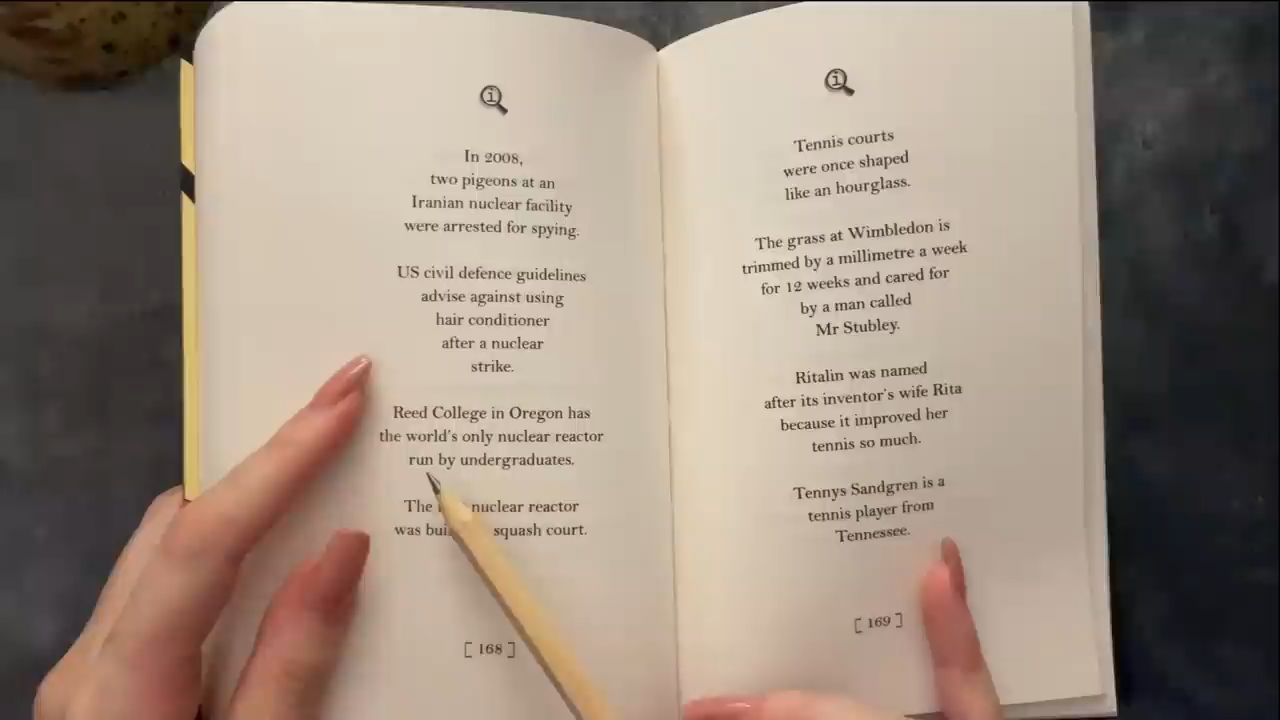 In 2008,
two pigeons at an
Iranian nuclear facility
were arrested for spying.
US civil defence guidelines
advise against using
hair conditioner
after a nuclear
strike.
Reed College in Oregon has
the world's only nuclear reactor
run by undergraduates.
The nuclear reactor
was squash court.
[ 168 ]
Tennis courts
were once shaped
like an hourglass.
The grass at Wimbledon is
trimmed by a millimetre a week
for 12 weeks and cared for
by a man called
Mr Stubley.
Ritalin was named
after its inventor's wife Rita
because it improved her
tennis so much.
Tennys Sandgren is a
tennis player from
Tennessee.
[ 169 ]